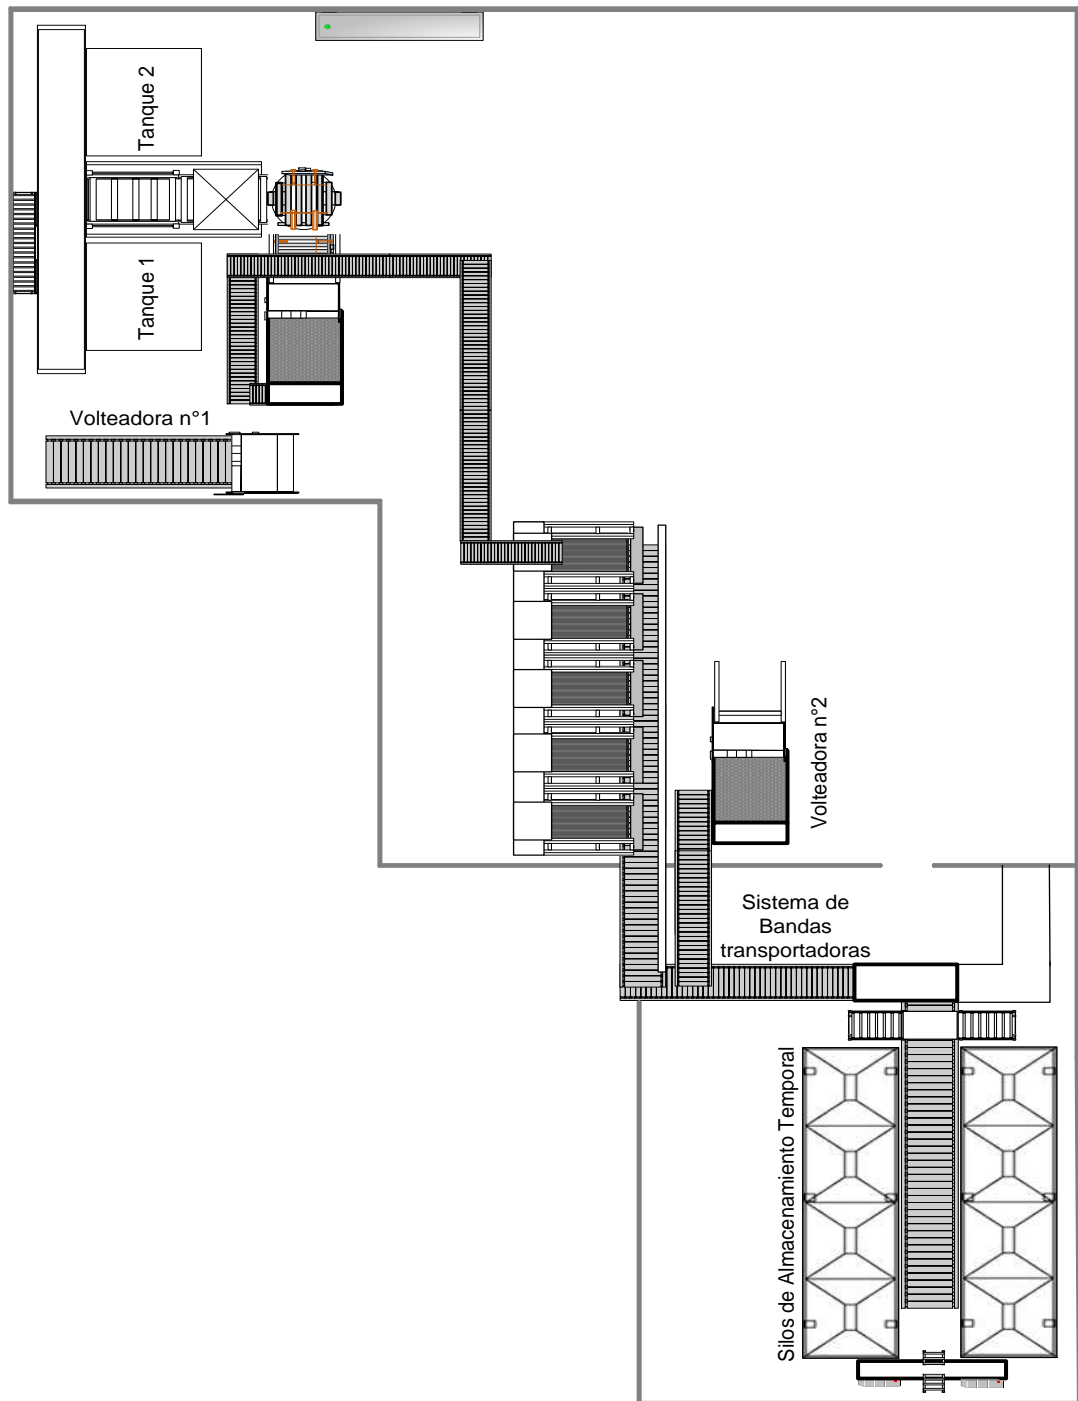 Tanque 2
Tanque 1
Volteadora n°1
Volteadora n°2
Sistema de
Bandas
transportadoras
Silos de Almacenamiento Temporal